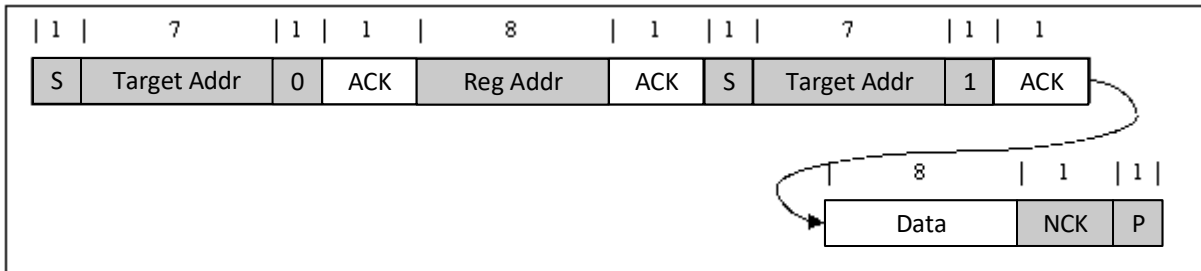 | 1 | 7 | 1 | 1 | 8 | 1 | 1 | 7 | 1 | 1
S Target Addr 0 ACK Reg Addr ACK S Target Addr 1 ACK
| 8 | 1 | 1 |
Data NCK P